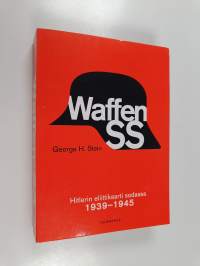 Waffen
SS
George H. Stein
Hitlerin eliittikaarti sodassa
1939–1945